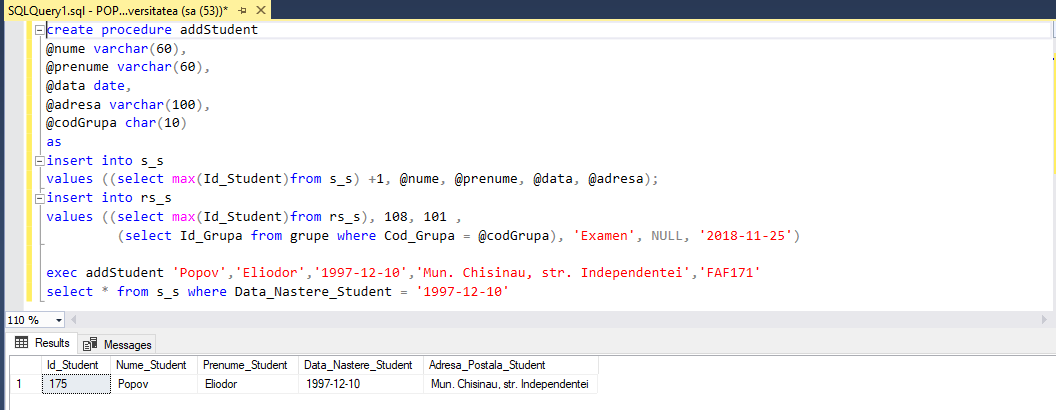 SQLQuery1.sql - POP...versitatea (sa (53))*
create procedure addStudent
@nume varchar(60),
@prenume varchar(60),
@data date,
@adresa varchar(100),
@codGrupa char(10)
as
insert into s_s
values ((select max(Id_Student)from s_s) +1, @nume, @prenume, @data, @adresa);
insert into rs_s
values ((select max(Id_Student)from rs_s), 108, 101 ,
(select Id_Grupa from grupe where Cod_Grupa = @codGrupa), 'Examen', NULL, '2018-11-25')
exec addStudent 'Popov','Eliodor','1997-12-10','Mun. Chisinau, str. Independentei','FAF171'
select * from s_s where Data_Nastere_Student = '1997-12-10'
110 %
Results Messages
Id_Student Nume_Student Prenume_Student Data_Nastere_Student Adresa_Postala_Student
1 175 Popov Eliodor 1997-12-10 Mun. Chisinau, str. Independentei